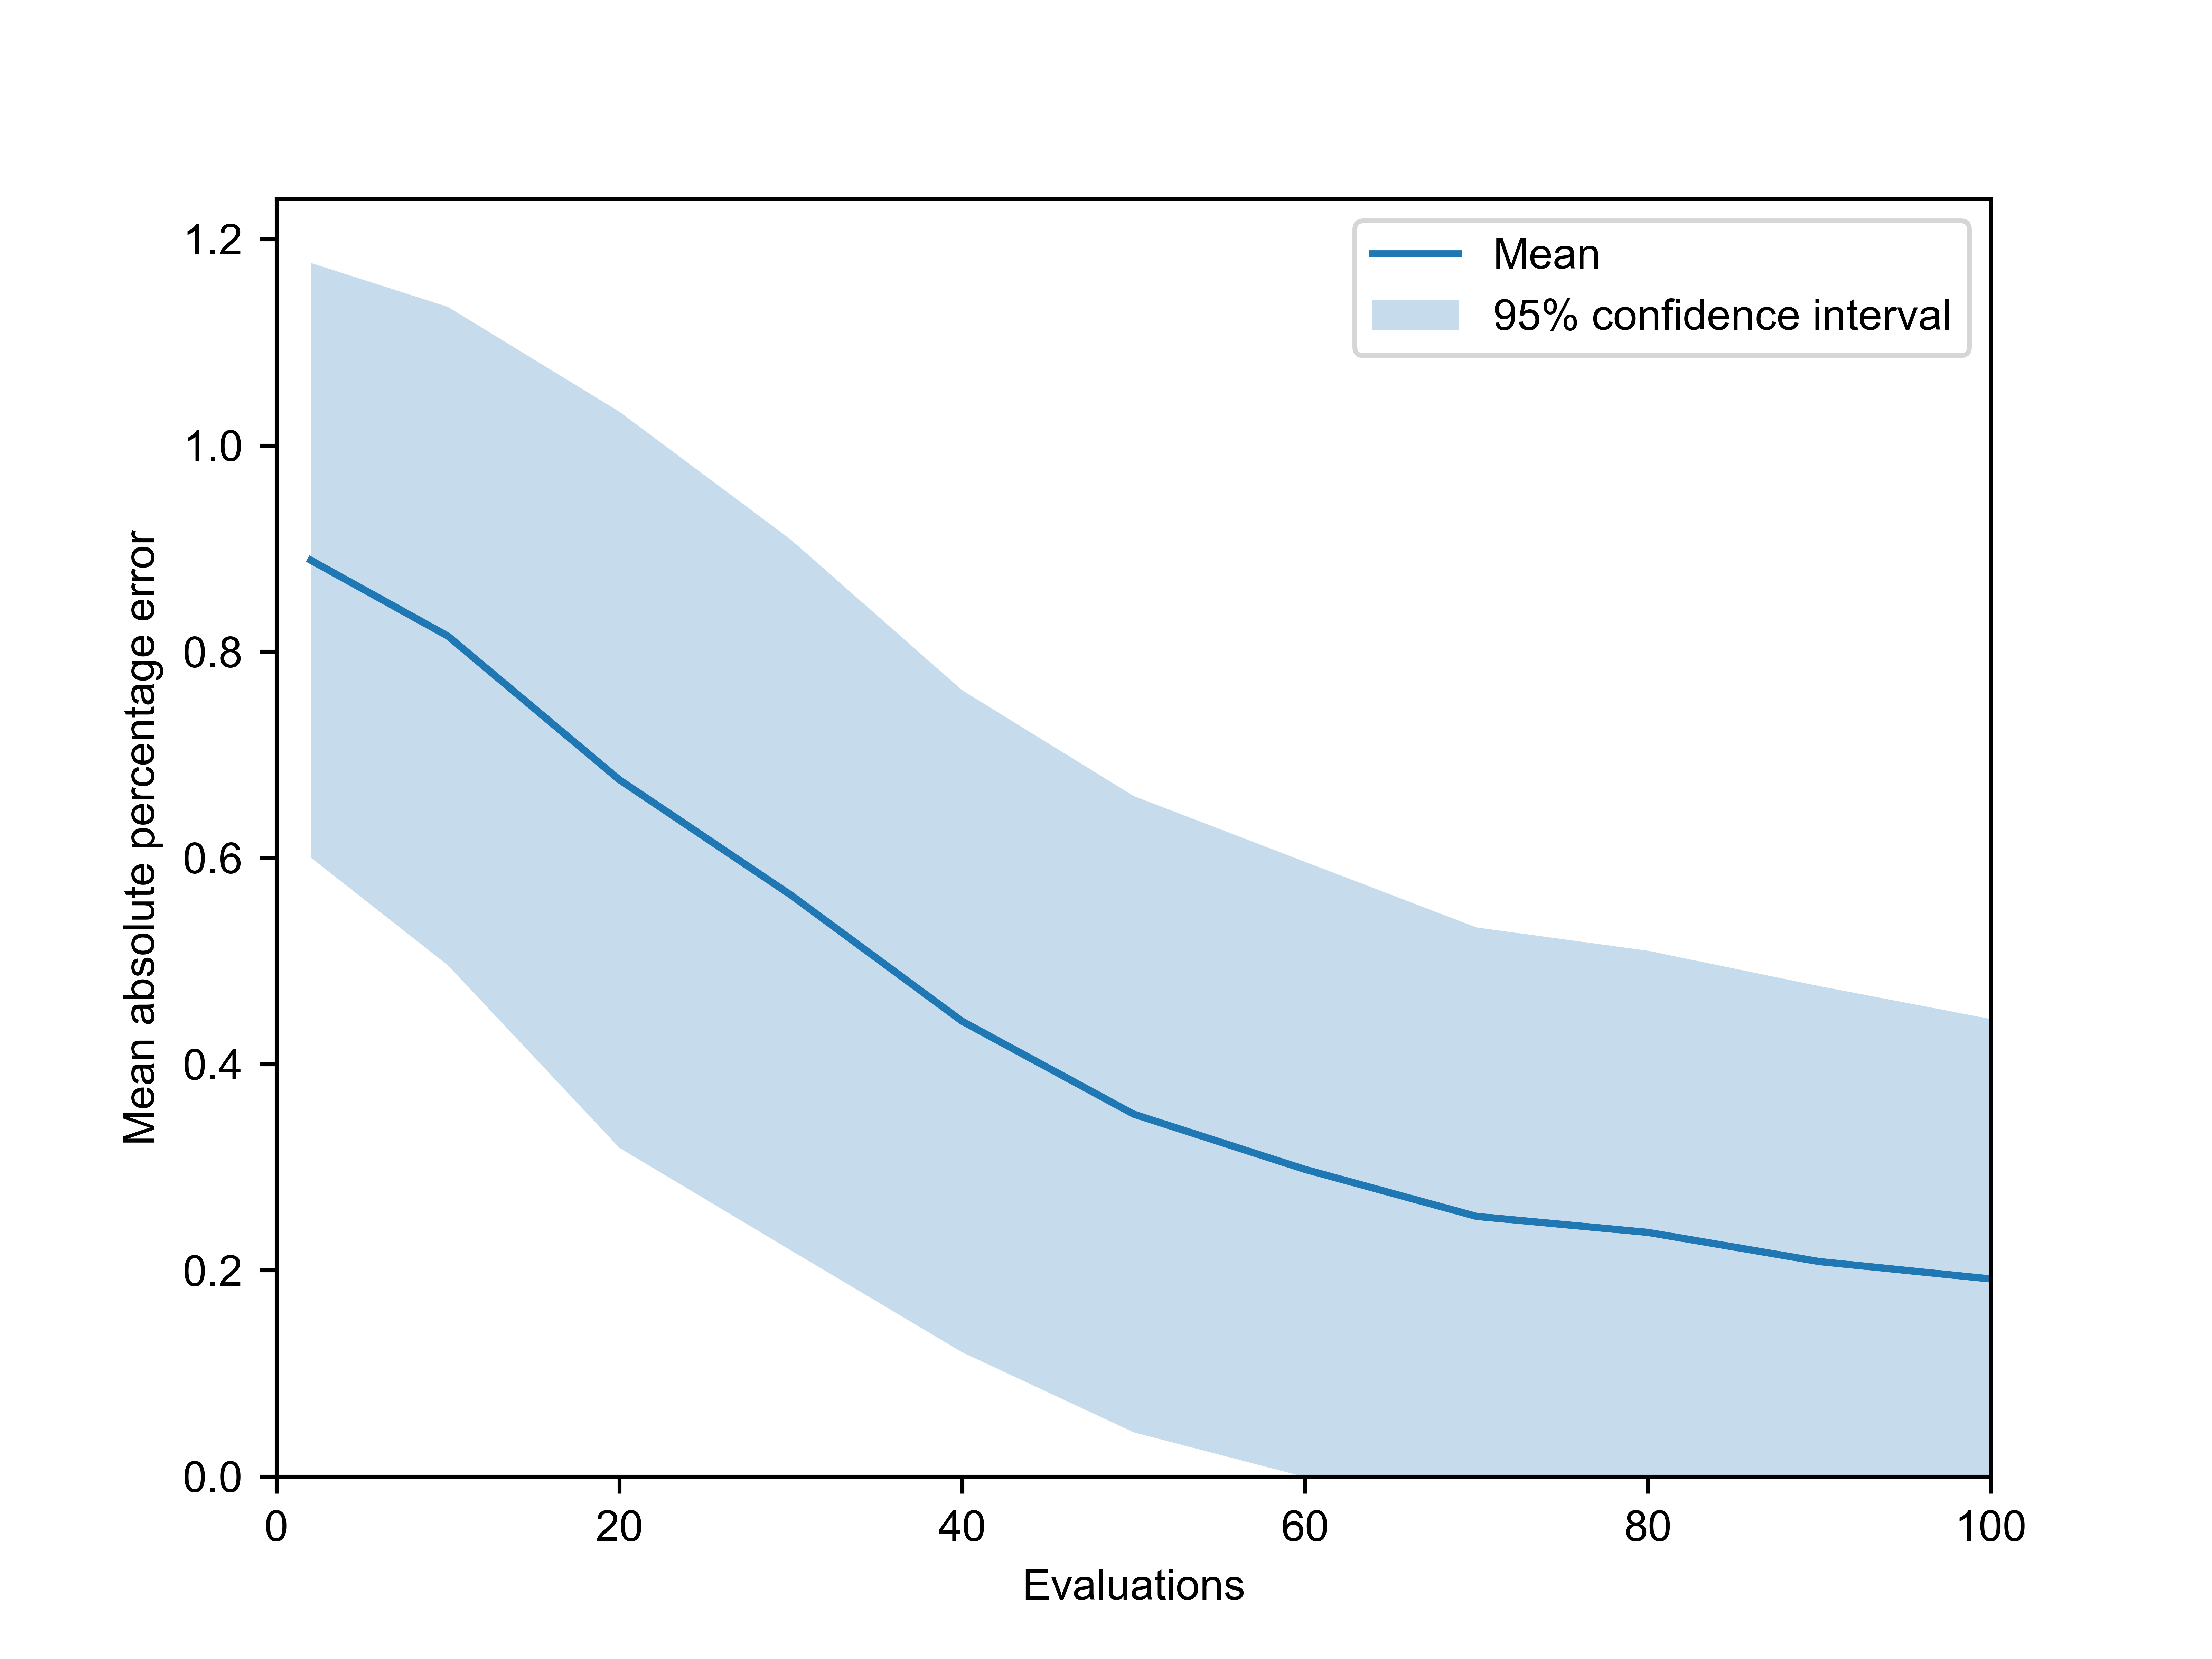 Mean
95% confidence interval
1.2
1.0
0.8
0.6
0.4
0.2
0.0
Mean absolute percentage error
0 20 40 60 80 100
Evaluations